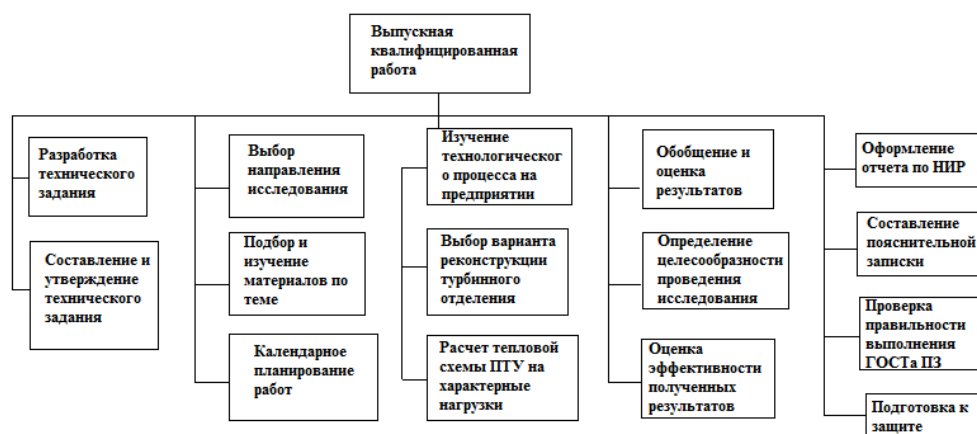 Выпускная
квалифицированная
работа
Разработка
технического
задания
Составление и
утверждение
технического
задания
Выбор
направления
исследования
Подбор и
изучение
материалов по
теме
Календарное
планирование
работ
Изучение
технологическог
о процесса на
предприятии
Выбор варианта
реконструкции
турбинного
отделения
Расчет тепловой
схемы ПТУ на
характерные
нагрузки
Обобщение и
оценка
результатов
Определение
целесообразности
проведения
исследования
Оценка
эффективности
полученных
результатов
Оформление
отчета по НИР
Составление
пояснительной
записки
Проверка
правильности
выполнения
ГОСТа ПЗ
Подготовка к
защите